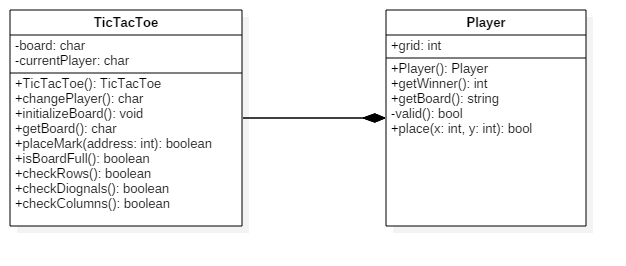 TicTacToe
-board: char
-currentPlayer: char
+TicTacToe(): TicTacToe
+changePlayer(): char
+initializeBoard(): void
+getBoard(): char
+placeMark(address: int): boolean
+isBoardFull(): boolean
+checkRows(): boolean
+checkDiognals(): boolean
+checkColumns(): boolean
Player
+grid: int
+Player(): Player
+getWinner(): int
+getBoard(): string
-valid(): bool
+place(x: int, y: int): bool